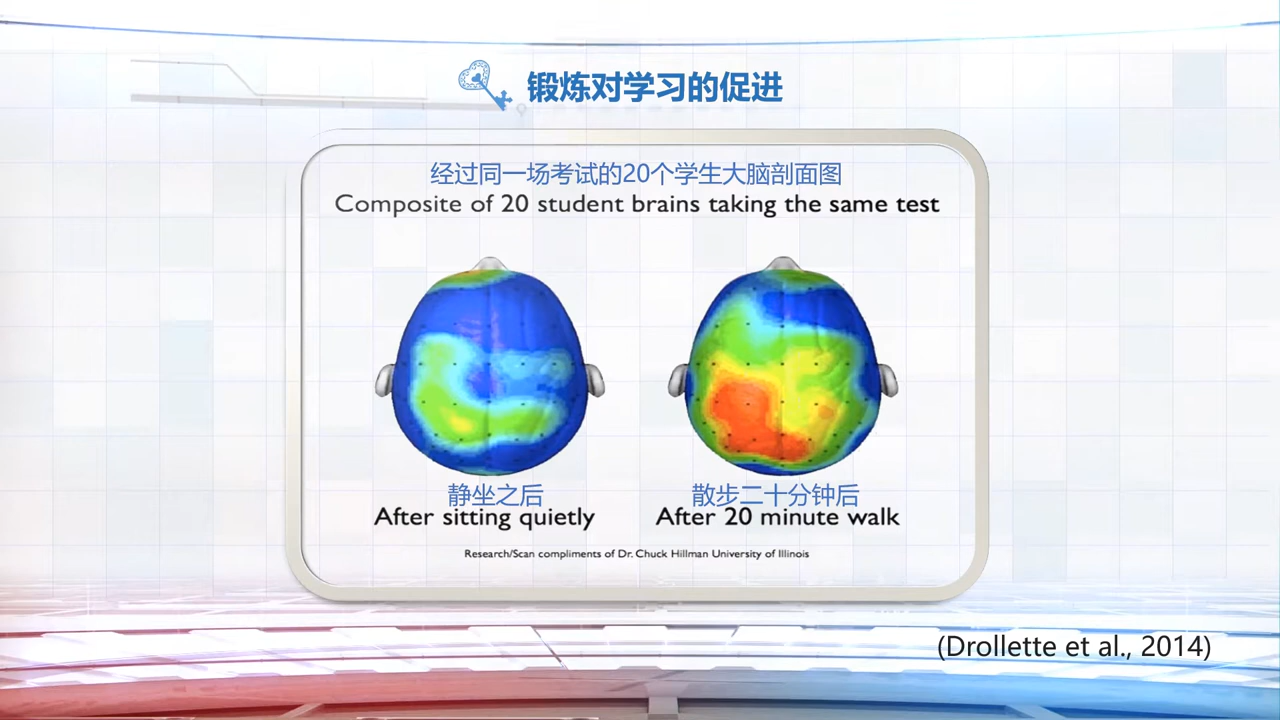 锻炼对学习的促进
经过同一场考试的20个学生大脑剖面图
Composite of 20 student brains taking the same test
静坐之后
After sitting quietly
散步二十分钟后
After 20 minute walk
Research/Scan compliments of Dr. Chuck Hillman University of Illinois
(Drollette et al., 2014)